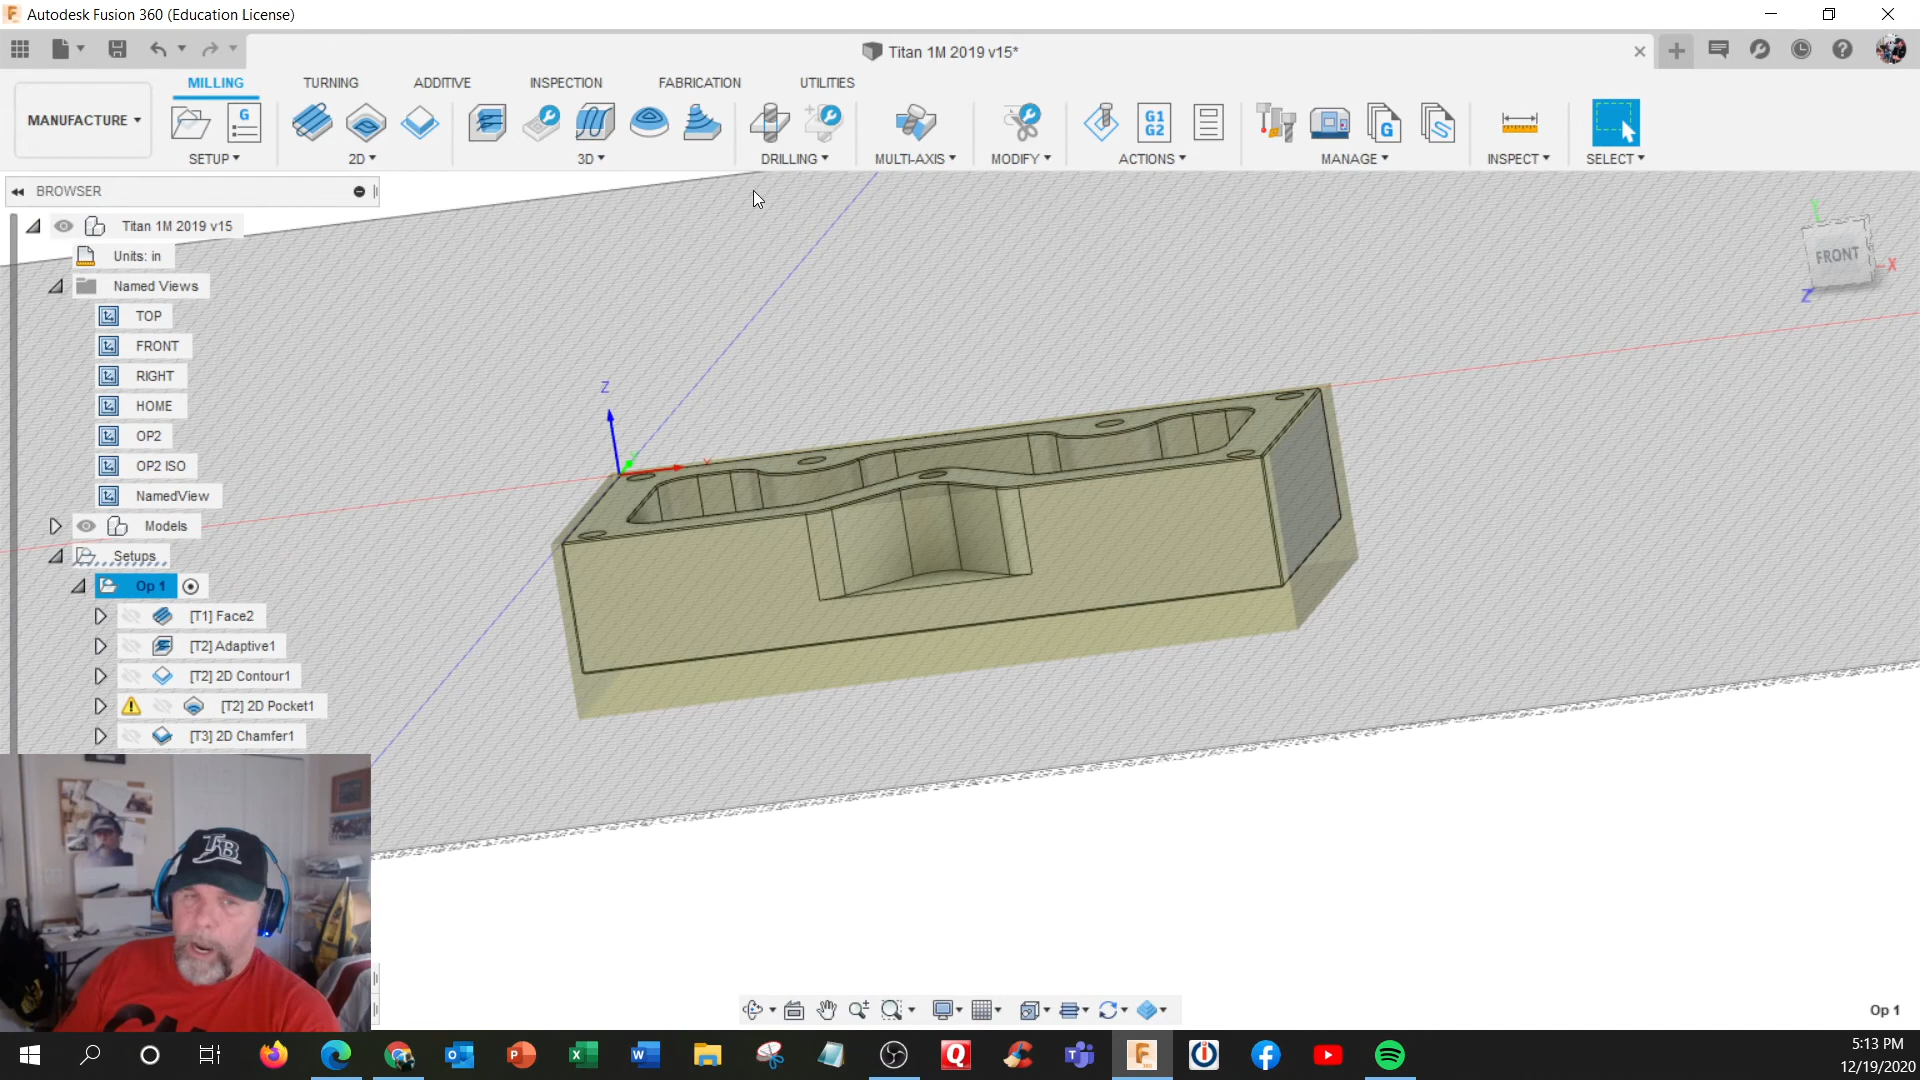 Autodesk Fusion 360 (Education License)
Titan 1M 2019 v15*
MILLING TURNING ADDITIVE INSPECTION FABRICATION UTILITIES
MANUFACTURE
G
G1
G2
G
SETUP 2D 3D DRILLING MULTI-AXIS MODIFY ACTIONS MANAGE INSPECT SELECT
BROWSER
Titan 1M 2019 v15
Units: in
Named Views
TOP
FRONT
RIGHT
HOME
OP2
OP2 ISO
NamedView
Models
Setups
Op 1
[T1] Face2
[T2] Adaptive1
[T2] 2D Contour1
[T2] 2D Pocket1
[T3] 2D Chamfer1
Z
Y
X
Y
FRONT
X
Z
TB
Op 1
5:13 PM
12/19/2020